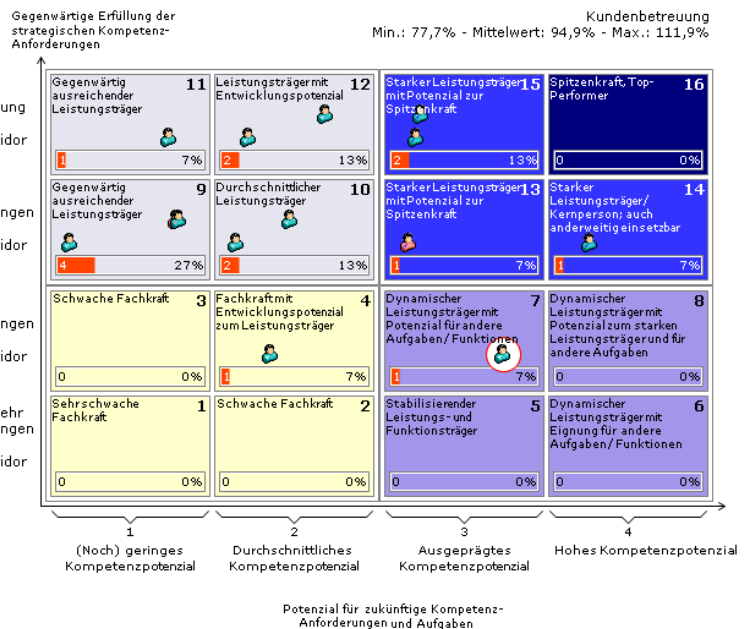 Gegenwärtige Erfüllung der
strategischen Kompetenz-
Anforderungen
Kundenbetreuung
Min.: 77,7% - Mittelwert: 94,9% - Max.: 111,9%
ung
idor
Gegenwärtig
ausreichender
Leistungsträger
11
1
7%
Leistungsträger mit
Entwicklungspotenzial
12
2
13%
Starker Leistungsträger
mit Potenzial zur
Spitzenkraft
15
2
13%
Spitzenkraft, Top-
Performer
16
0
0%
ngen
idor
Gegenwärtig
ausreichender
Leistungsträger
9
4
27%
Durchschnittlicher
Leistungsträger
10
2
13%
Starker Leistungsträger
mit Potenzial zur
Spitzenkraft
13
1
7%
Starker
Leistungsträger/
Kernperson; auch
anderweitig einsetzbar
14
1
7%
ngen
idor
Schwache Fachkraft
3
0
0%
Fachkraft mit
Entwicklungspotenzial
zum Leistungsträger
4
1
7%
Dynamischer
Leistungsträger mit
Potenzial für andere
Aufgaben/ Funktionen
7
1
7%
Dynamischer
Leistungsträger mit
Potenzial zum starken
Leistungsträger und für
andere Aufgaben
8
0
0%
ehr
ngen
idor
Sehr schwache
Fachkraft
1
0
0%
Schwache Fachkraft
2
0
0%
Stabilisierender
Leistungs- und
Funktionsträger
5
0
0%
Dynamischer
Leistungsträger mit
Eignung für andere
Aufgaben/ Funktionen
6
0
0%
1
(Noch) geringes
Kompetenzpotenzial
2
Durchschnittliches
Kompetenzpotenzial
3
Ausgeprägtes
Kompetenzpotenzial
4
Hohes Kompetenzpotenzial
Potenzial für zukünftige Kompetenz-
Anforderungen und Aufgaben